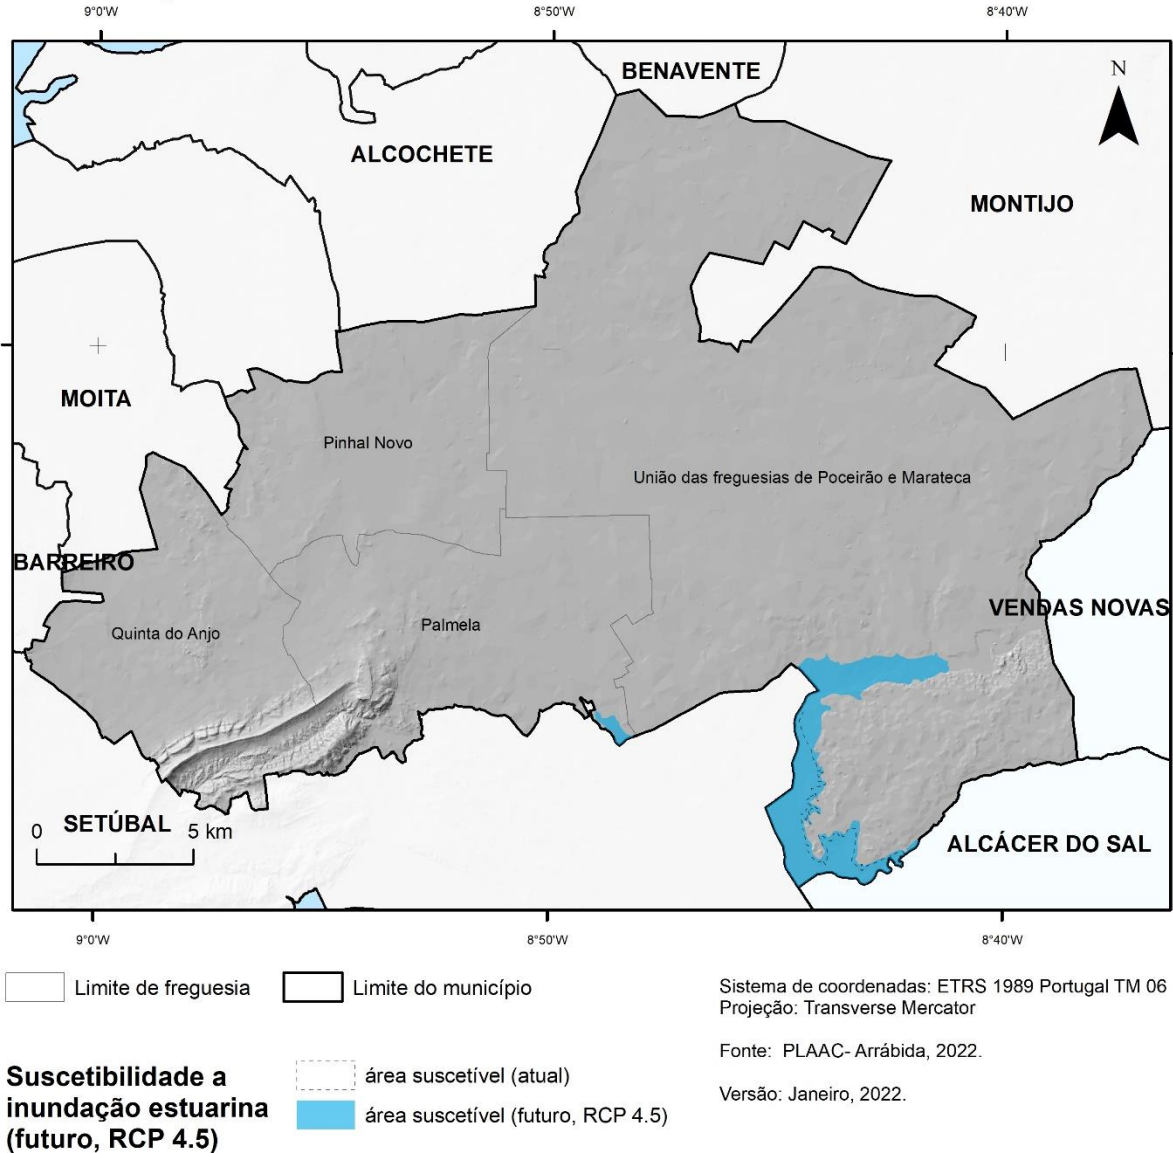 9°0'W
8°50'W
8°40'W
N
BENAVENTE
ALCOCHETE
MONTIJO
MOITA
Pinhal Novo
União das freguesias de Poceirão e Marateca
BARREIRO
VENDAS NOVAS
Quinta do Anjo
Palmela
SETÚBAL
0 5 km
ALCÁCER DO SAL
9°0'W
8°50'W
8°40'W
Limite de freguesia
Limite do município
Sistema de coordenadas: ETRS 1989 Portugal TM 06
Projeção: Transverse Mercator
Fonte: PLAAC- Arrábida, 2022.
Versão: Janeiro, 2022.
Suscetibilidade a
inundação estuarina
(futuro, RCP 4.5)
área suscetível (atual)
área suscetível (futuro, RCP 4.5)